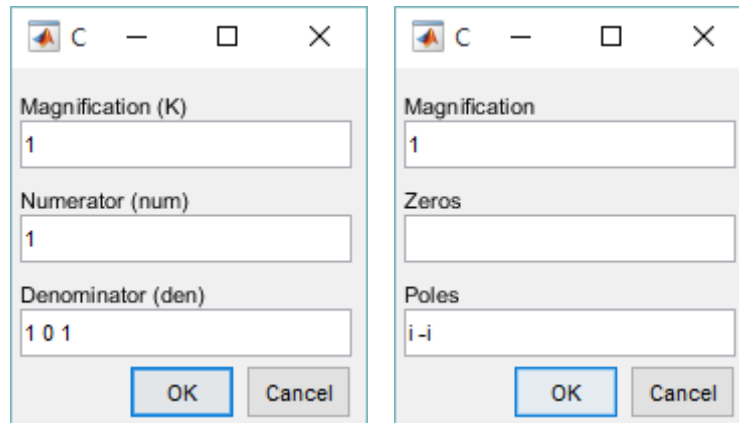 C
Magnification (K)
1
Numerator (num)
1
Denominator (den)
1 0 1
OK Cancel
C
Magnification
1
Zeros
Poles
i -i
OK Cancel